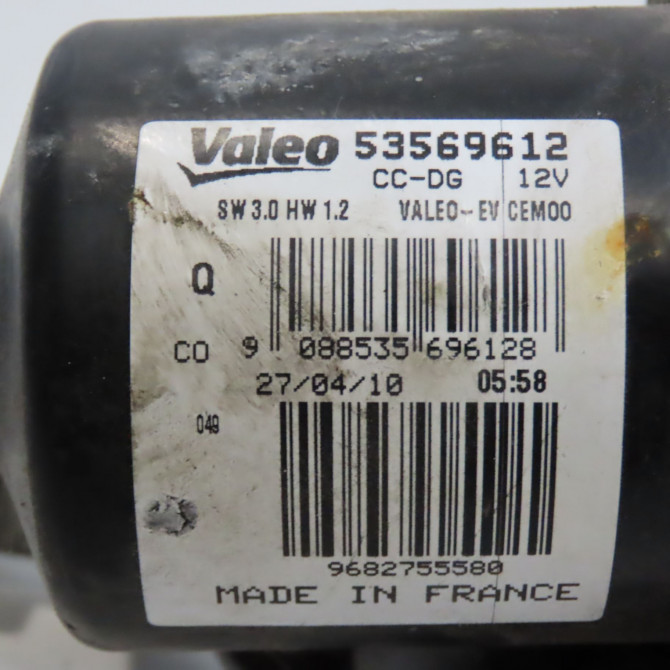 Valeo 53569612
CC-DG 12V
SW 3.0 HW 1.2 VALEO-EV CEM00
Q
CO 9 088535 696128
27/04/10 05:58
049
9682755580
MADE IN FRANCE